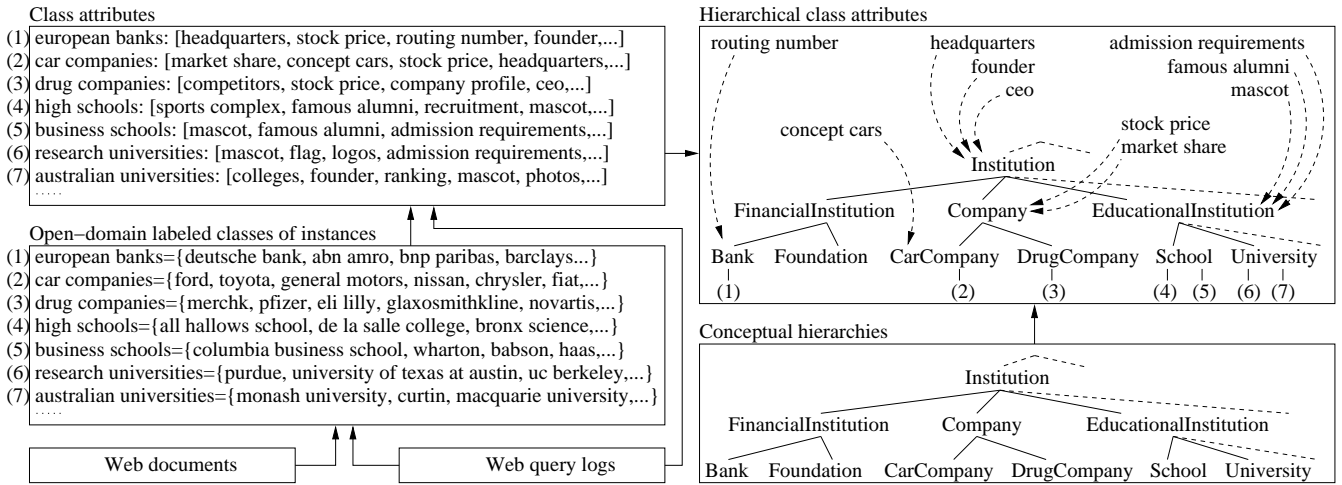 Class attributes
(1) european banks: [headquarters, stock price, routing number, founder,...]
(2) car companies: [market share, concept cars, stock price, headquarters,...]
(3) drug companies: [competitors, stock price, company profile, ceo,...]
(4) high schools: [sports complex, famous alumni, recruitment, mascot,...]
(5) business schools: [mascot, famous alumni, admission requirements,...]
(6) research universities: [mascot, flag, logos, admission requirements,...]
(7) australian universities: [colleges, founder, ranking, mascot, photos,...]
.....
Open-domain labeled classes of instances
(1) european banks={deutsche bank, abn amro, bnp paribas, barclays...}
(2) car companies={ford, toyota, general motors, nissan, chrysler, fiat,...}
(3) drug companies={merchk, pfizer, eli lilly, glaxosmithkline, novartis,...}
(4) high schools={all hallows school, de la salle college, bronx science,...}
(5) business schools={columbia business school, wharton, babson, haas,...}
(6) research universities={purdue, university of texas at austin, uc berkeley,...}
(7) australian universities={monash university, curtin, macquarie university,...}
.....
Web documents
Web query logs
Hierarchical class attributes
routing number headquarters admission requirements
founder famous alumni
ceo mascot
concept cars stock price
market share
Institution
FinancialInstitution Company EducationalInstitution
Bank Foundation CarCompany DrugCompany School University
(1) (2) (3) (4) (5) (6) (7)
Conceptual hierarchies
Institution
FinancialInstitution Company EducationalInstitution
Bank Foundation CarCompany DrugCompany School University